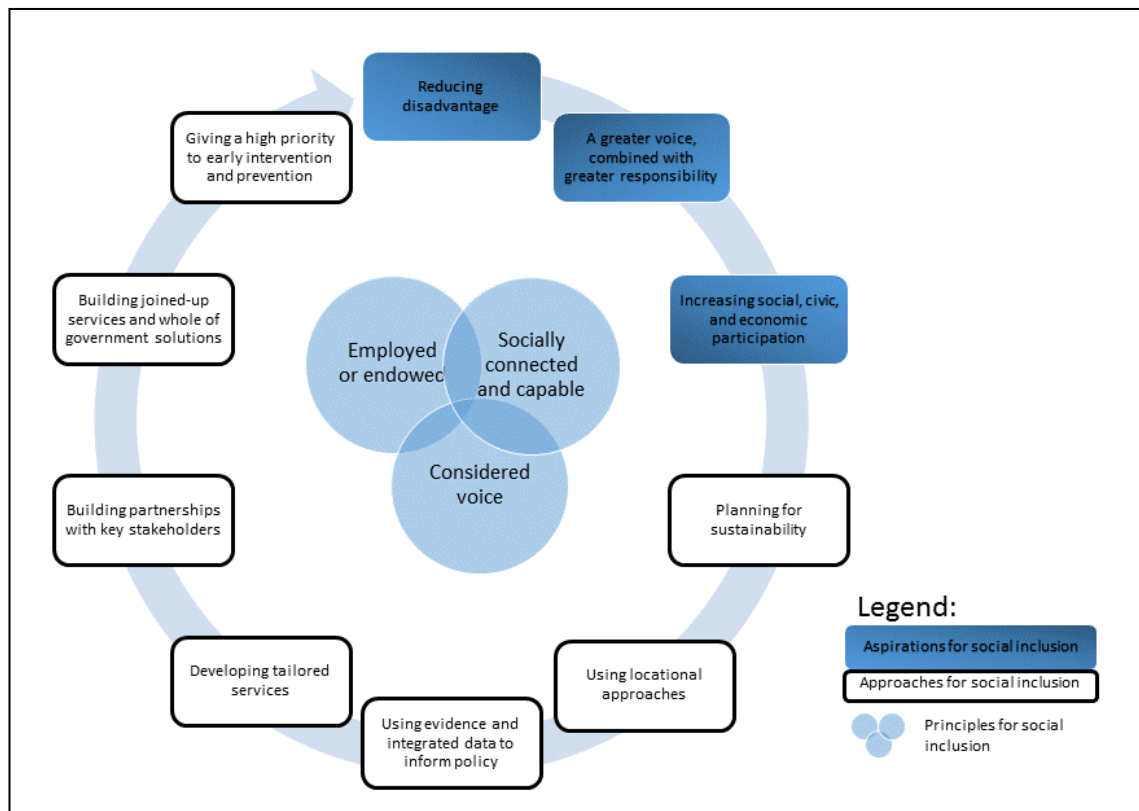 Reducing
disadvantage
A greater voice,
combined with
greater responsibility
Increasing social, civic,
and economic
participation
Planning for
sustainability
Using locational
approaches
Using evidence and
integrated data to
inform policy
Developing tailored
services
Building partnerships
with key stakeholders
Building joined-up
services and whole of
government solutions
Giving a high priority
to early intervention
and prevention
Employed
or endowed
Socially
connected
and capable
Considered
voice
Legend:
Aspirations for social inclusion
Approaches for social inclusion
Principles for social
inclusion